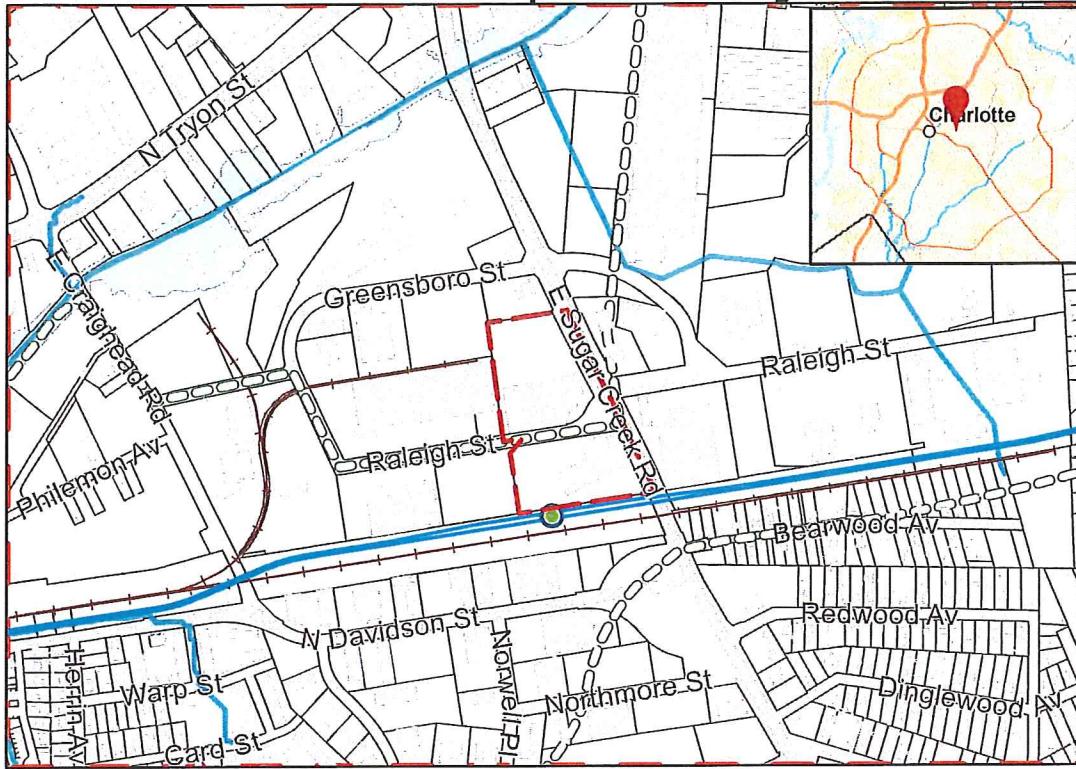 N Tryon St
Charlotte
E Craighead Rd
Greensboro St
E Sugar Creek Rd
Raleigh St
Raleigh St
Philemon Av
Bearwood Av
N Davidson St
Redwood Av
Herrin Av
Warp St
Norwell Pl
Northmore St
Dinglewood Av
Card St